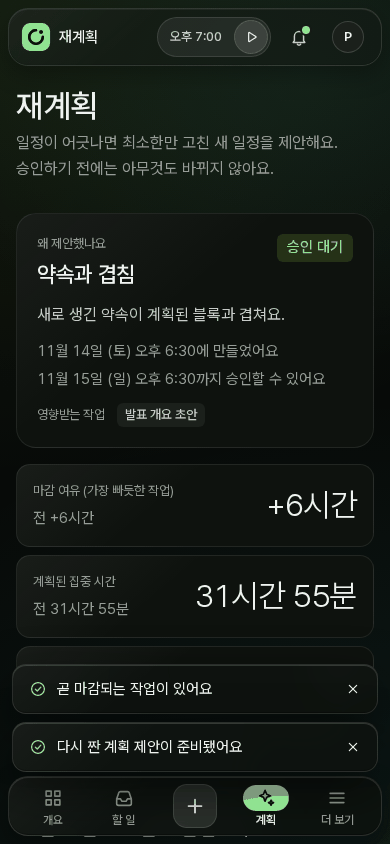 재계획
오후 7:00
P
재계획
일정이 어긋나면 최소한만 고친 새 일정을 제안해요.
승인하기 전에는 아무것도 바뀌지 않아요.
왜 제안했나요
승인 대기
약속과 겹침
새로 생긴 약속이 계획된 블록과 겹쳐요.
11월 14일 (토) 오후 6:30에 만들었어요
11월 15일 (일) 오후 6:30까지 승인할 수 있어요
영향받는 작업 발표 개요 초안
마감 여유 (가장 빠듯한 작업)
전 +6시간
+6시간
계획된 집중 시간
전 31시간 55분
31시간 55분
곧 마감되는 작업이 있어요
다시 짠 계획 제안이 준비됐어요
개요
할 일
계획
더 보기